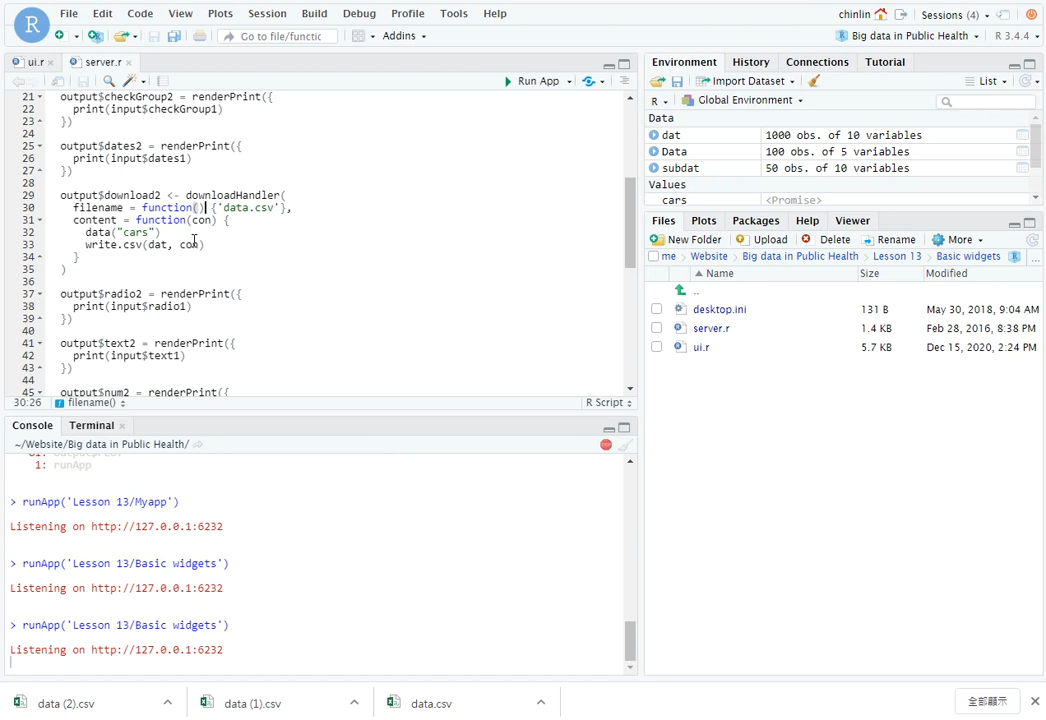 File Edit Code View Plots Session Build Debug Profile Tools Help
chinlin Sessions (4)
Go to file/functic Addins Big data in Public Health R 3.4.4
ui.r server.r
Run App
21 output$checkGroup2 = renderPrint({
22 print(input$checkGroup1)
23 })
24
25 output$dates2 = renderPrint({
26 print(input$dates1)
27 })
28
29 output$download2 <- downloadHandler(
30 filename = function() {'data.csv'},
31 content = function(con) {
32 data("cars")
33 write.csv(dat, con)
34 }
35 )
36
37 output$radio2 = renderPrint({
38 print(input$radio1)
39 })
40
41 output$text2 = renderPrint({
42 print(input$text1)
43 })
44
45 output$num2 = renderPrint({
30:26 filename() R Script
Console Terminal
~/Website/Big data in Public Health/
1: runApp
> runApp('Lesson 13/Myapp')
Listening on http://127.0.0.1:6232
> runApp('Lesson 13/Basic widgets')
Listening on http://127.0.0.1:6232
> runApp('Lesson 13/Basic widgets')
Listening on http://127.0.0.1:6232
Environment History Connections Tutorial
Import Dataset List
R Global Environment
Data
dat 1000 obs. of 10 variables
Data 100 obs. of 5 variables
subdat 50 obs. of 10 variables
Values
cars <Promise>
Files Plots Packages Help Viewer
New Folder Upload Delete Rename More
me Website Big data in Public Health Lesson 13 Basic widgets R ...
Name Size Modified
..
desktop.ini 131 B May 30, 2018, 9:04 AM
server.r 1.4 KB Feb 28, 2016, 8:38 PM
ui.r 5.7 KB Dec 15, 2020, 2:24 PM
data (2).csv data (1).csv data.csv 全部顯示